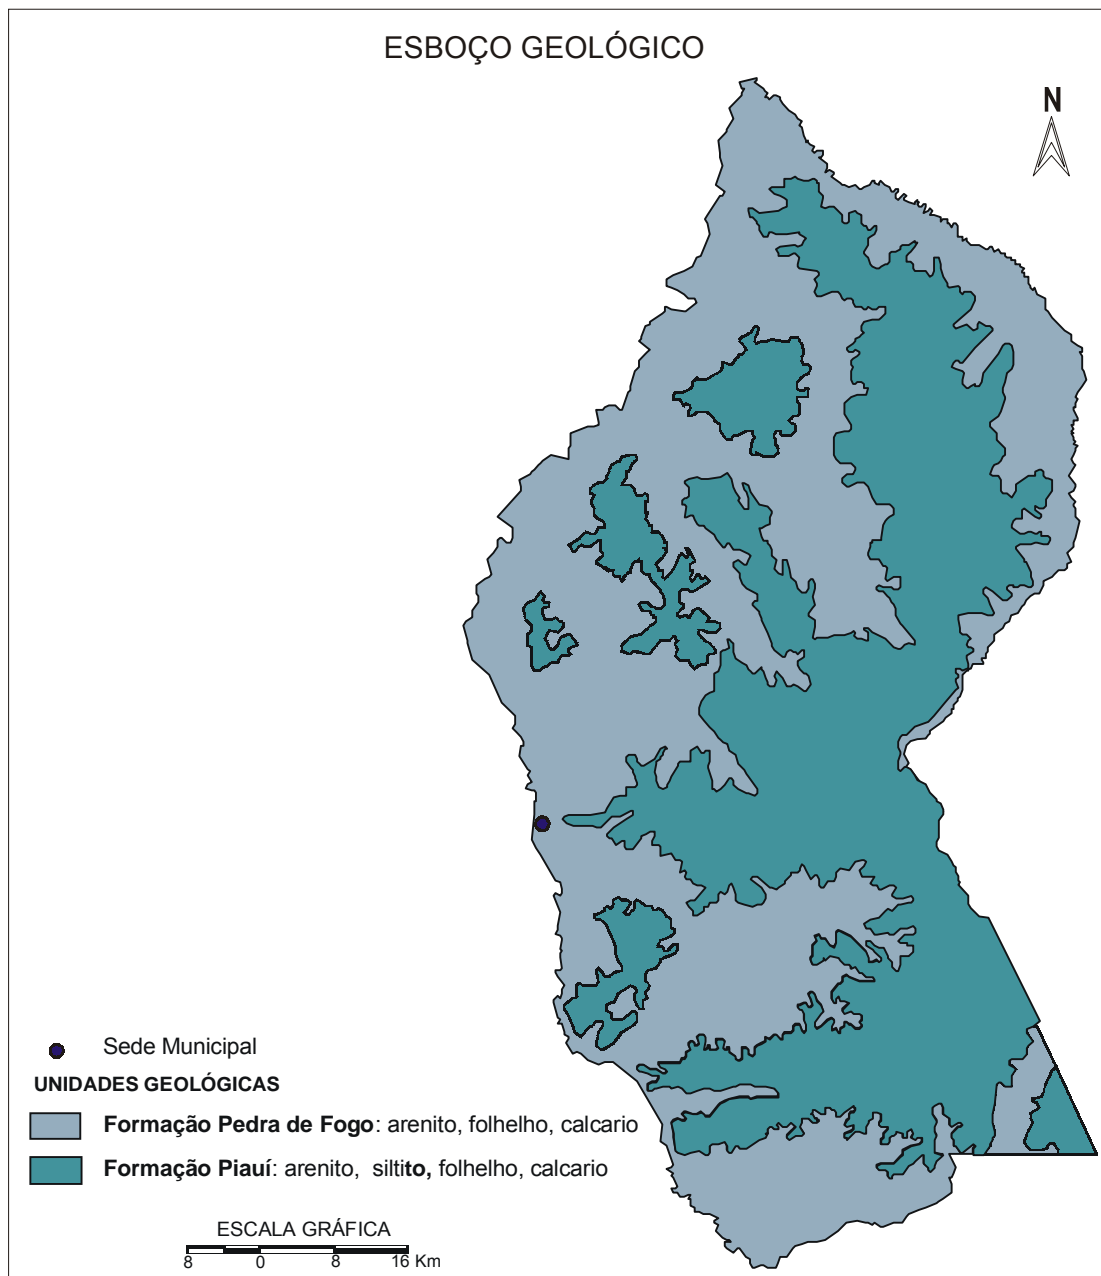 ESBOÇO GEOLÓGICO
N
Sede Municipal
UNIDADES GEOLÓGICAS
Formação Pedra de Fogo: arenito, folhelho, calcario
Formação Piauí: arenito, siltito, folhelho, calcario
ESCALA GRÁFICA
8 0 8 16 Km